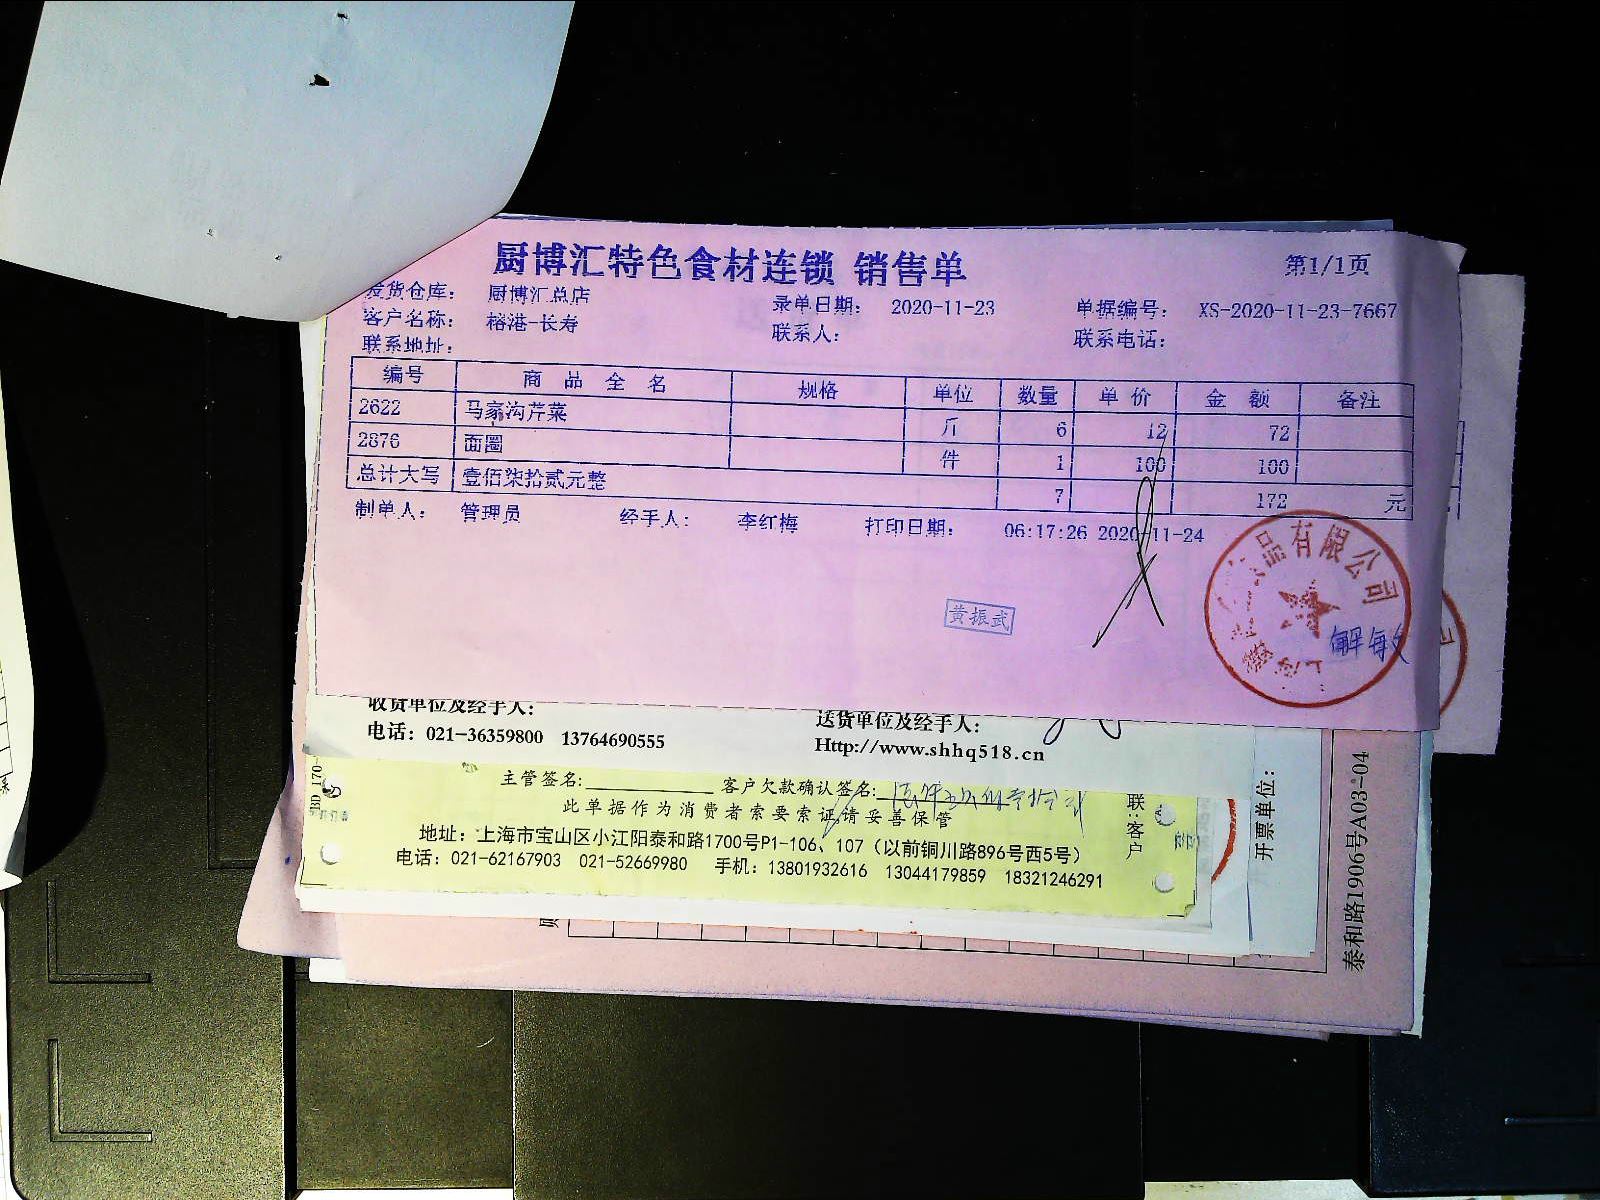 厨博汇特色食材连锁 销售单
第1/1页
发货仓库： 厨博汇总店 录单日期： 2020-11-23 单据编号： XS-2020-11-23-7667
客户名称： 榕港-长寿 联系人： 联系电话：
联系地址：
编号 商品全名 规格 单位 数量 单价 金额 备注
2622 马家沟芹菜 斤 6 12 72
2876 面圈 件 1 100 100
总计大写 壹佰柒拾贰元整 7 172 元
制单人： 管理员 经手人： 李红梅 打印日期： 06:17:26 2020-11-24
品有限公司
上海
黄振武
解敏
收货单位及经手人： 送货单位及经手人：
电话：021-36359800 13764690555 Http://www.shhq518.cn
主管签名： 客户欠款确认签名：
此单据作为消费者索要索证请妥善保管
地址：上海市宝山区小江阳泰和路1700号P1-106、107（以前铜川路896号西5号）
电话：021-62167903 021-52669980 手机：13801932616 13044179859 18321246291
联：客户
开票单位：
泰和路1906号A03-04